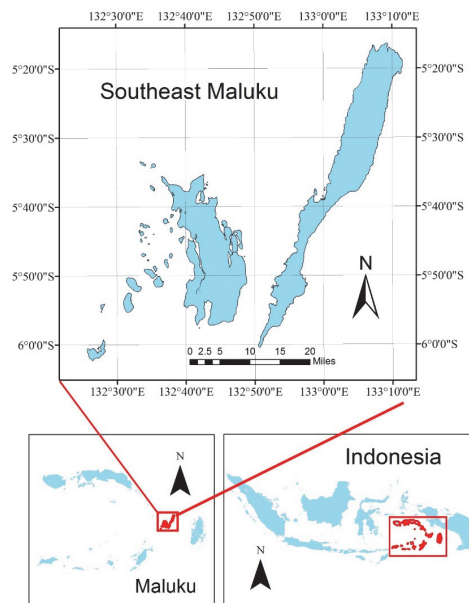 132°30'0"E 132°40'0"E 132°50'0"E 133°0'0"E 133°10'0"E
Southeast Maluku
5°20'0"S 5°20'0"S
5°30'0"S 5°30'0"S
5°40'0"S 5°40'0"S
5°50'0"S 5°50'0"S
6°0'0"S 6°0'0"S
N
0 2.5 5 10 15 20
Miles
132°30'0"E 132°40'0"E 132°50'0"E 133°0'0"E 133°10'0"E
N
Maluku
Indonesia
N